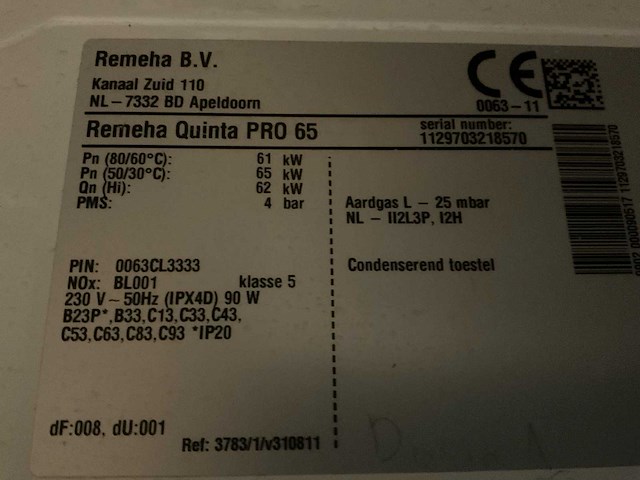 Remeha B.V.
Kanaal Zuid 110
NL-7332 BD Apeldoorn
CE
0063-11
Remeha Quinta PRO 65
serial number:
1129703218570
Pn (80/60°C): 61 kW
Pn (50/30°C): 65 kW
Qn (Hi): 62 kW
PMS: 4 bar
Aardgas L - 25 mbar
NL - II2L3P, I2H
PIN: 0063CL3333
NOx: BL001 klasse 5
230 V-50Hz (IPX4D) 90 W
B23P*,B33,C13,C33,C43,
C53,C63,C83,C93 *IP20
Condenserend toestel
dF:008, dU:001
Ref: 3783/1/v310811
1129703218570